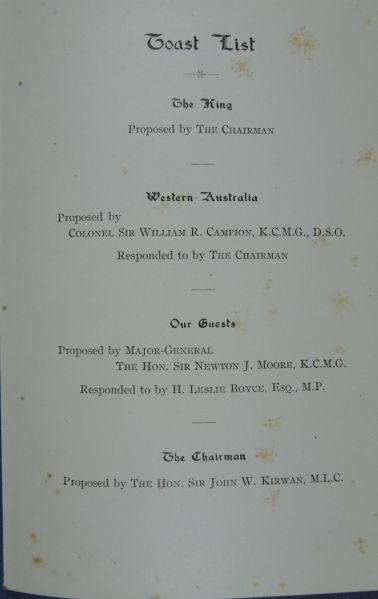 Toast List
The King
Proposed by THE CHAIRMAN
Western Australia
Proposed by
COLONEL SIR WILLIAM R. CAMPION, K.C.M.G., D.S.O.
Responded to by THE CHAIRMAN
Our Guests
Proposed by MAJOR-GENERAL
THE HON. SIR NEWTON J. MOORE, K.C.M.G.
Responded to by H. LESLIE BOYCE, ESQ., M.P.
The Chairman
Proposed by THE HON. SIR JOHN W. KIRWAN, M.L.C.